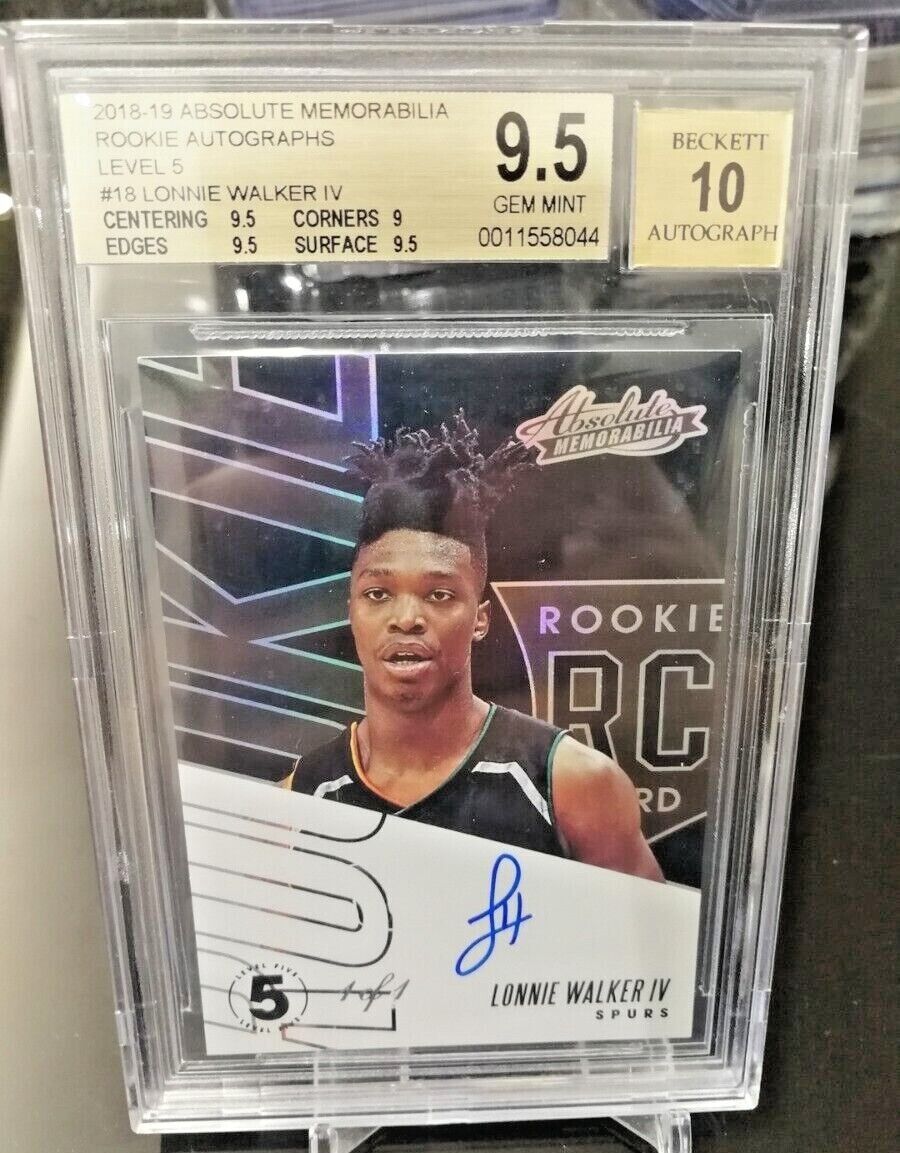 2018-19 ABSOLUTE MEMORABILIA
ROOKIE AUTOGRAPHS
LEVEL 5
#18 LONNIE WALKER IV
CENTERING 9.5 CORNERS 9
EDGES 9.5 SURFACE 9.5
9.5
GEM MINT
0011558044
BECKETT
10
AUTOGRAPH
Absolute
MEMORABILIA
ROOKIE
RC
RD
LEVEL FIVE
5
1 of 1
LONNIE WALKER IV
SPURS